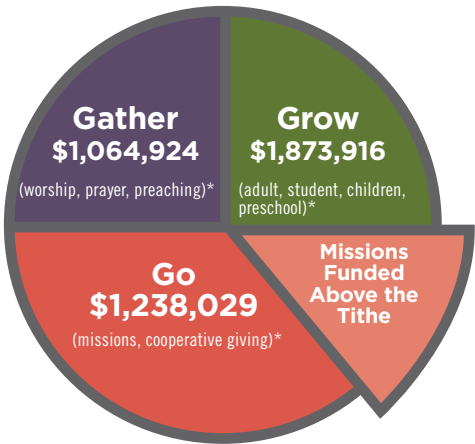 Gather
$1,064,924
(worship, prayer, preaching)*
Grow
$1,873,916
(adult, student, children,
preschool)*
Missions
Funded
Above the
Tithe
Go
$1,238,029
(missions, cooperative giving)*